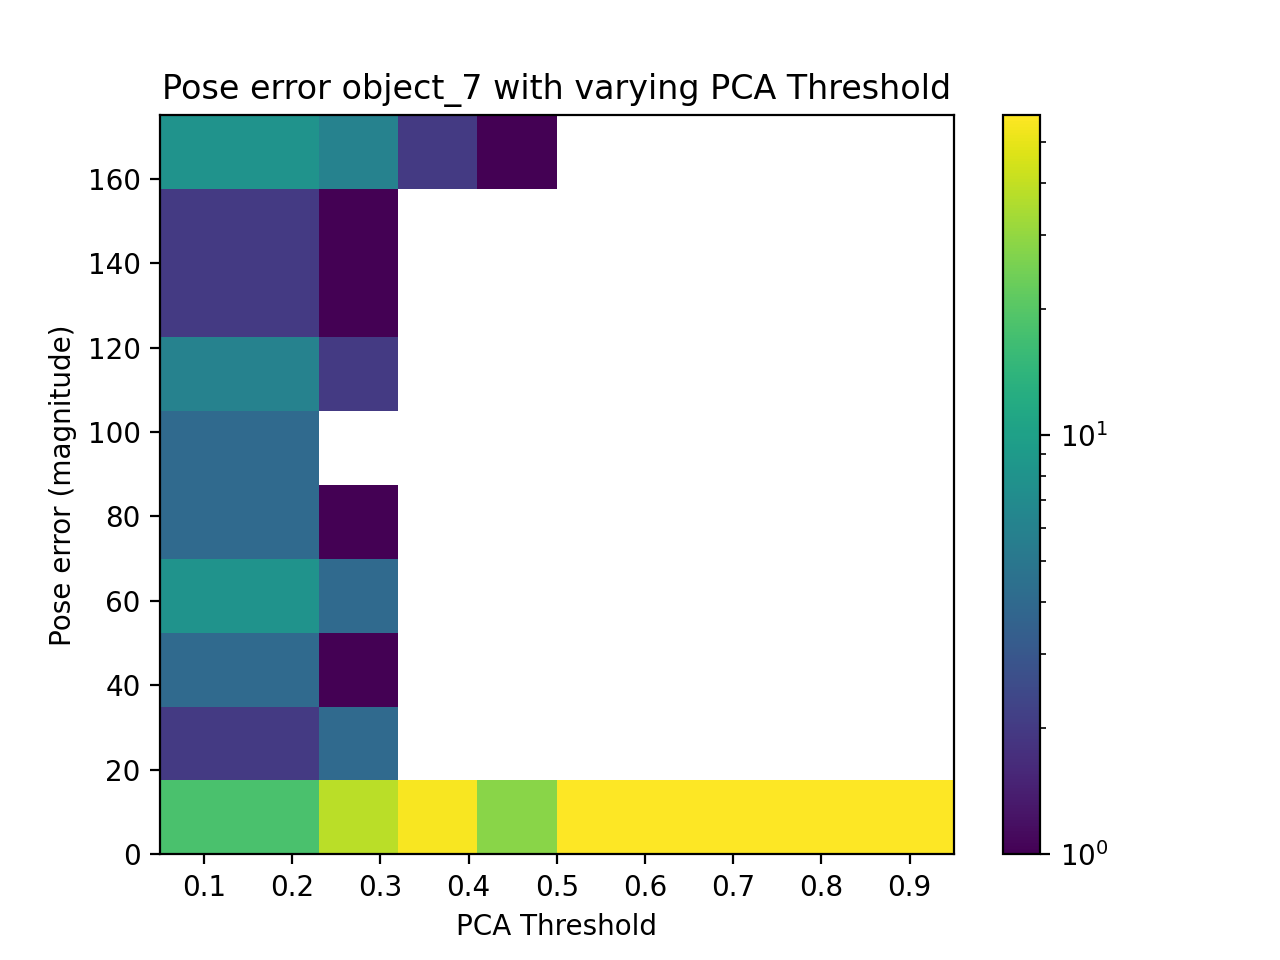 Pose error object_7 with varying PCA Threshold
160
140
120
100
80
60
40
20
0
Pose error (magnitude)
0.1 0.2 0.3 0.4 0.5 0.6 0.7 0.8 0.9
PCA Threshold
10¹
10⁰